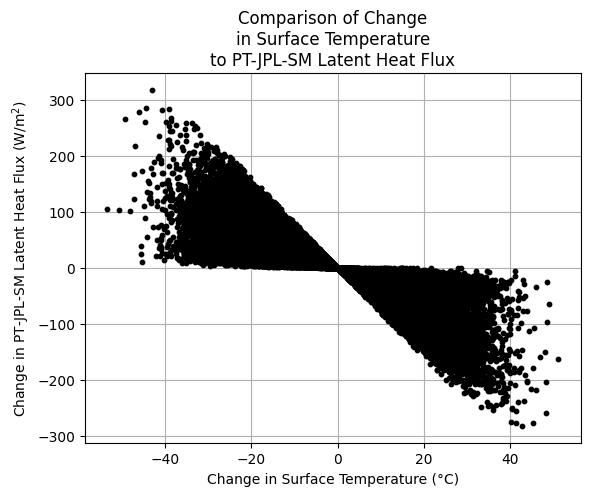 Comparison of Change
in Surface Temperature
to PT-JPL-SM Latent Heat Flux
Change in PT-JPL-SM Latent Heat Flux (W/m²)
300
200
100
0
−100
−200
−300
−40
−20
0
20
40
Change in Surface Temperature (°C)